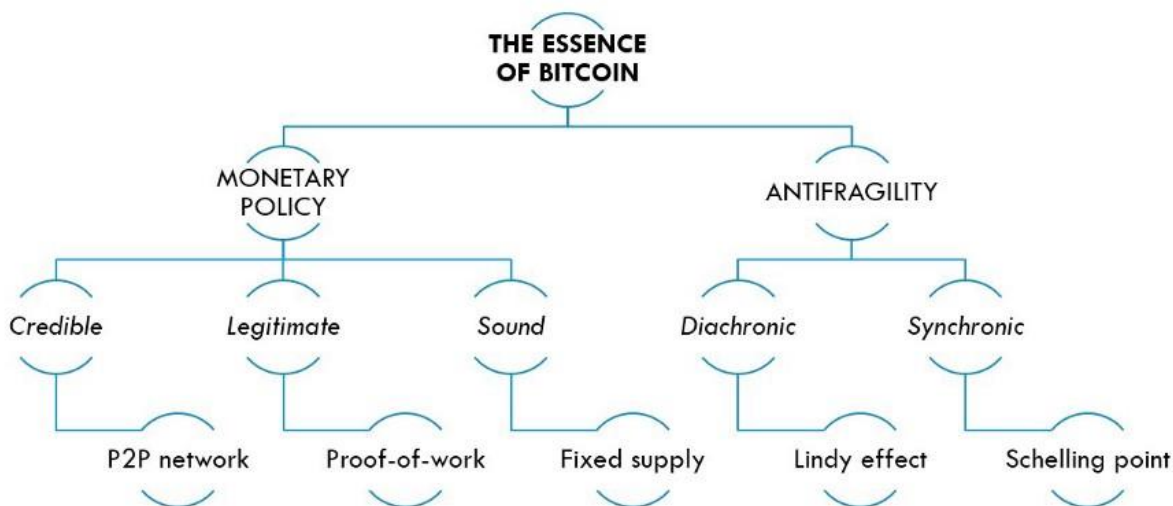 THE ESSENCE
OF BITCOIN
MONETARY
POLICY
ANTIFRAGILITY
Credible
Legitimate
Sound
Diachronic
Synchronic
P2P network
Proof-of-work
Fixed supply
Lindy effect
Schelling point